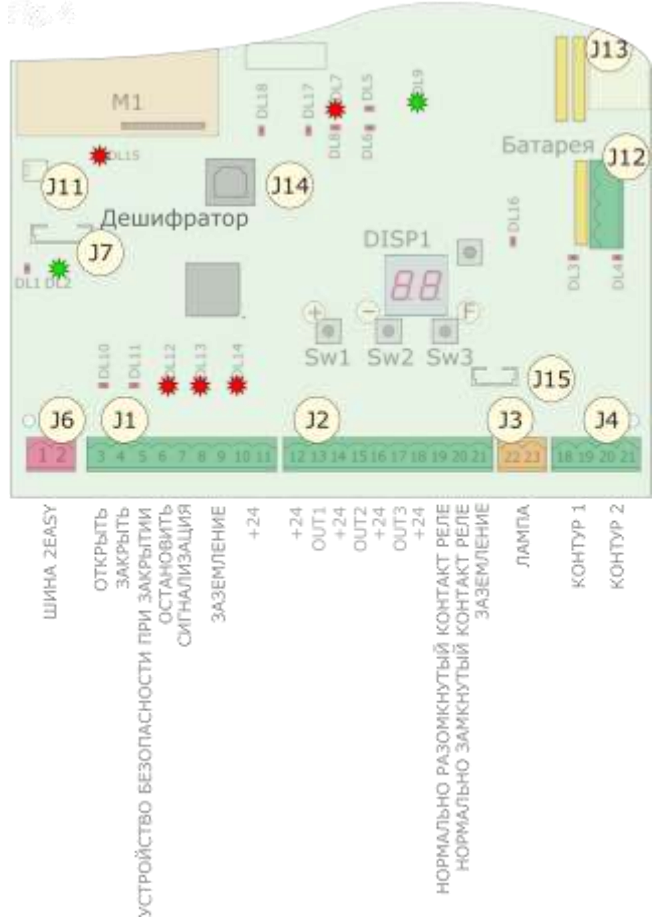 Fig. 4
J13
M1
DL18
DL17
DL7
DL8
DL5
DL6
DL9
Батарея
J12
DL15
J11
J14
Дешифратор
DL16
J7
DISP1
DL1
DL2
DL3
DL4
88
+
−
F
Sw1
Sw2
Sw3
DL10
DL11
DL12
DL13
DL14
J15
J6
J1
J2
J3
J4
1 2
3 4 5 6 7 8 9 10 11
12 13 14 15 16 17 18 19 20 21
22 23
18 19 20 21
ШИНА 2EASY
ОТКРЫТЬ
ЗАКРЫТЬ
УСТРОЙСТВО БЕЗОПАСНОСТИ ПРИ ЗАКРЫТИИ
ОСТАНОВИТЬ
СИГНАЛИЗАЦИЯ
ЗАЗЕМЛЕНИЕ
+24
+24
OUT1
+24
OUT2
+24
OUT3
+24
НОРМАЛЬНО РАЗОМКНУТЫЙ КОНТАКТ РЕЛЕ
НОРМАЛЬНО ЗАМКНУТЫЙ КОНТАКТ РЕЛЕ
ЗАЗЕМЛЕНИЕ
ЛАМПА
КОНТУР 1
КОНТУР 2